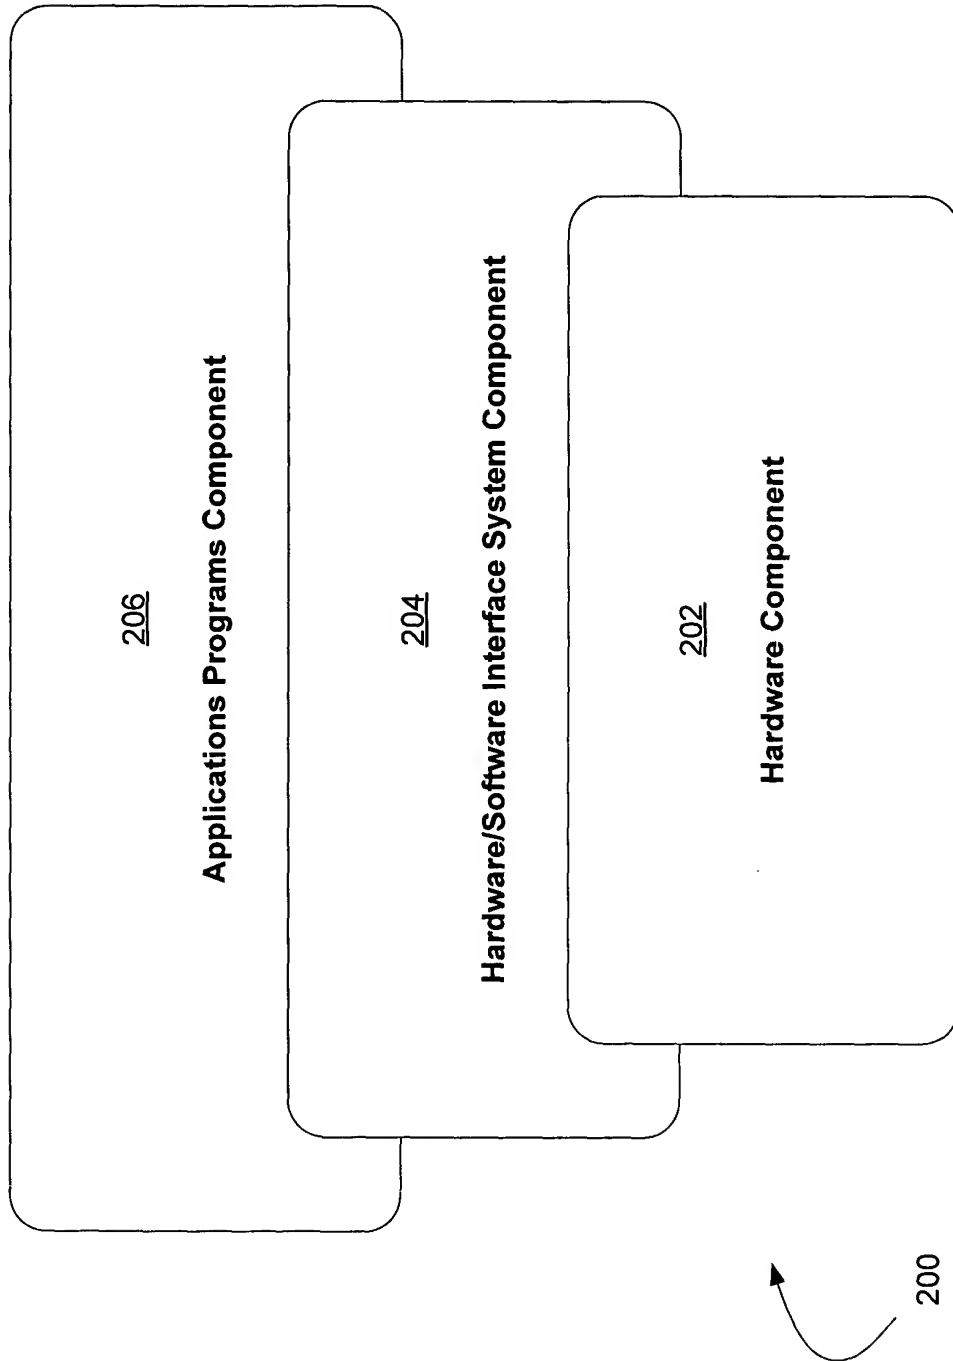 206
Applications Programs Component
204
Hardware/Software Interface System Component
202
Hardware Component
200